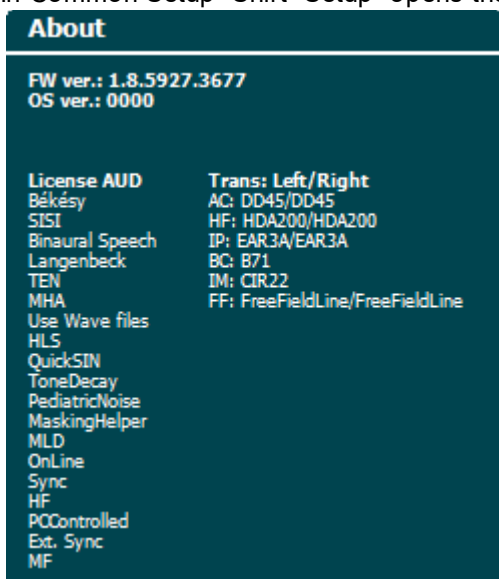 in Common Setup "Shift+Setup" opens the
About
FW ver.: 1.8.5927.3677
OS ver.: 0000
License AUD
Békésy
SISI
Binaural Speech
Langenbeck
TEN
MHA
Use Wave files
HLS
QuickSIN
ToneDecay
PediatricNoise
MaskingHelper
MLD
OnLine
Sync
HF
PCControlled
Ext. Sync
MF
Trans: Left/Right
AC: DD45/DD45
HF: HDA200/HDA200
IP: EAR3A/EAR3A
BC: B71
IM: CIR22
FF: FreeFieldLine/FreeFieldLine